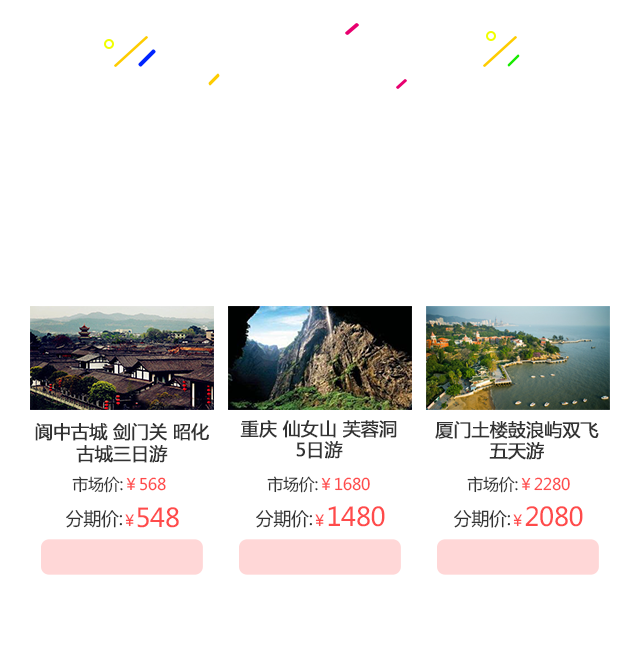 阆中古城 剑门关 昭化
古城三日游
市场价:￥568
分期价:￥548
重庆 仙女山 芙蓉洞
5日游
市场价:￥1680
分期价:￥1480
厦门土楼鼓浪屿双飞
五天游
市场价:￥2280
分期价:￥2080